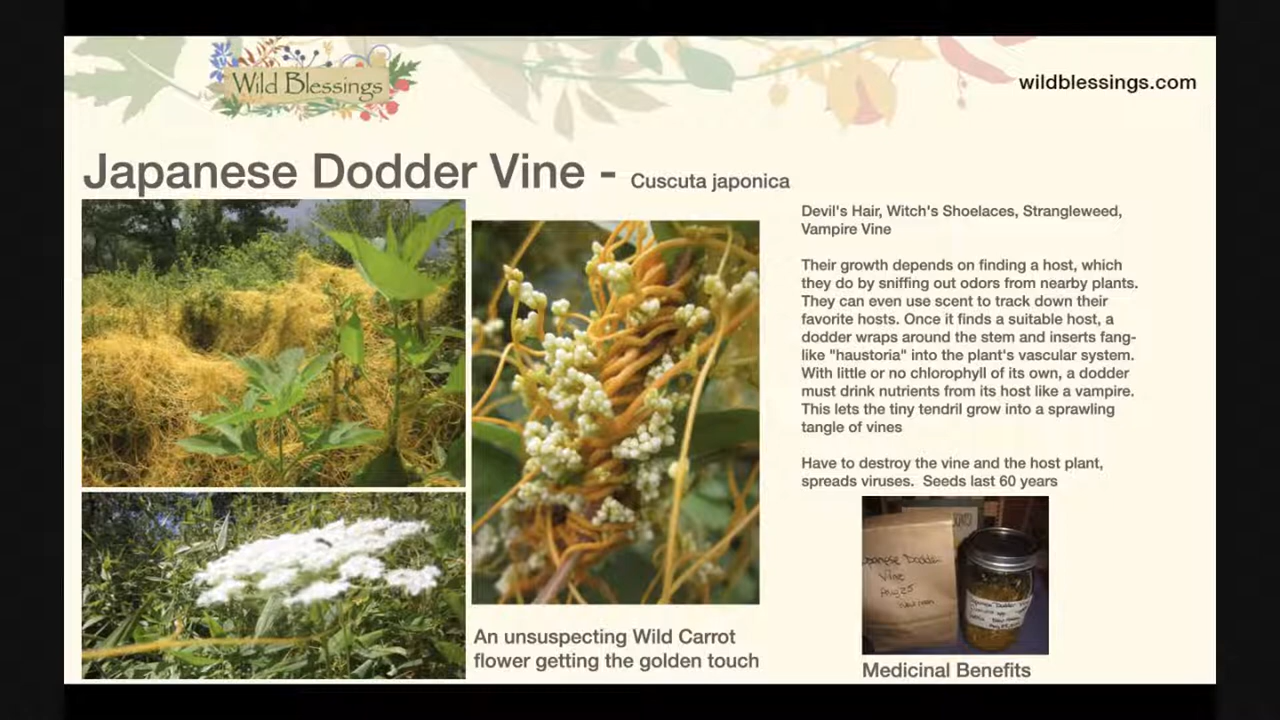 Wild Blessings
wildblessings.com
Japanese Dodder Vine - Cuscuta japonica
Devil's Hair, Witch's Shoelaces, Strangleweed,
Vampire Vine
Their growth depends on finding a host, which
they do by sniffing out odors from nearby plants.
They can even use scent to track down their
favorite hosts. Once it finds a suitable host, a
dodder wraps around the stem and inserts fang-
like "haustoria" into the plant's vascular system.
With little or no chlorophyll of its own, a dodder
must drink nutrients from its host like a vampire.
This lets the tiny tendril grow into a sprawling
tangle of vines
Have to destroy the vine and the host plant,
spreads viruses.  Seeds last 60 years
An unsuspecting Wild Carrot
flower getting the golden touch
Vine
Aug 25
Japanese Dodder
Medicinal Benefits